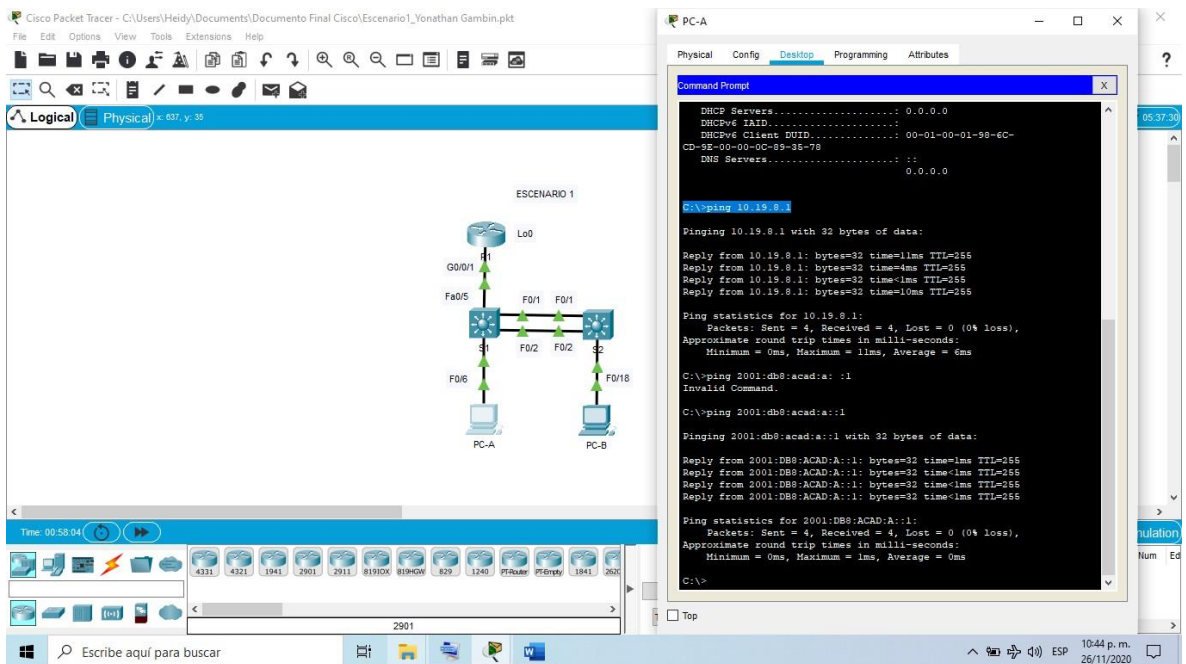 Cisco Packet Tracer - C:\Users\Heidy\Documents\Documento Final Cisco\Escenario1_Yonathan Gambin.pkt
File Edit Options View Tools Extensions Help
Logical
Physical x: 637, y: 35
05:37:30
ESCENARIO 1
Lo0
R1
G0/0/1
Fa0/5
F0/1 F0/1
F0/2 F0/2
S1
S2
F0/6
F0/18
PC-A
PC-B
Time: 00:58:04
4331 4321 1941 2901 2911 819IOX 819HGW 829 1240 PT-Router PT-Empty 1841 2620
2901
PC-A
Physical Config Desktop Programming Attributes
Command Prompt
X
DHCP Servers.....................: 0.0.0.0
DHCPv6 IAID......................:
DHCPv6 Client DUID...............: 00-01-00-01-98-6C-
CD-9E-00-00-0C-89-35-78
DNS Servers......................: ::
0.0.0.0
C:\>ping 10.19.8.1
Pinging 10.19.8.1 with 32 bytes of data:
Reply from 10.19.8.1: bytes=32 time=11ms TTL=255
Reply from 10.19.8.1: bytes=32 time=4ms TTL=255
Reply from 10.19.8.1: bytes=32 time<1ms TTL=255
Reply from 10.19.8.1: bytes=32 time=10ms TTL=255
Ping statistics for 10.19.8.1:
Packets: Sent = 4, Received = 4, Lost = 0 (0% loss),
Approximate round trip times in milli-seconds:
Minimum = 0ms, Maximum = 11ms, Average = 6ms
C:\>ping 2001:db8:acad:a: :1
Invalid Command.
C:\>ping 2001:db8:acad:a::1
Pinging 2001:db8:acad:a::1 with 32 bytes of data:
Reply from 2001:DB8:ACAD:A::1: bytes=32 time=1ms TTL=255
Reply from 2001:DB8:ACAD:A::1: bytes=32 time<1ms TTL=255
Reply from 2001:DB8:ACAD:A::1: bytes=32 time<1ms TTL=255
Reply from 2001:DB8:ACAD:A::1: bytes=32 time<1ms TTL=255
Ping statistics for 2001:DB8:ACAD:A::1:
Packets: Sent = 4, Received = 4, Lost = 0 (0% loss),
Approximate round trip times in milli-seconds:
Minimum = 0ms, Maximum = 1ms, Average = 0ms
C:\>
Top
?
nulation
Num Ed
Escribe aquí para buscar
ESP
10:44 p. m.
26/11/2020